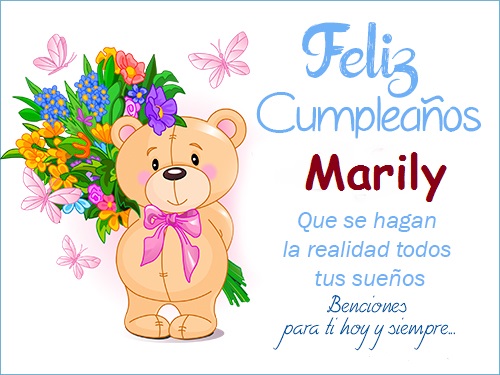 Feliz
Cumpleaños
Marily
Que se hagan
la realidad todos
tus sueños
Benciones
para ti hoy y siempre...